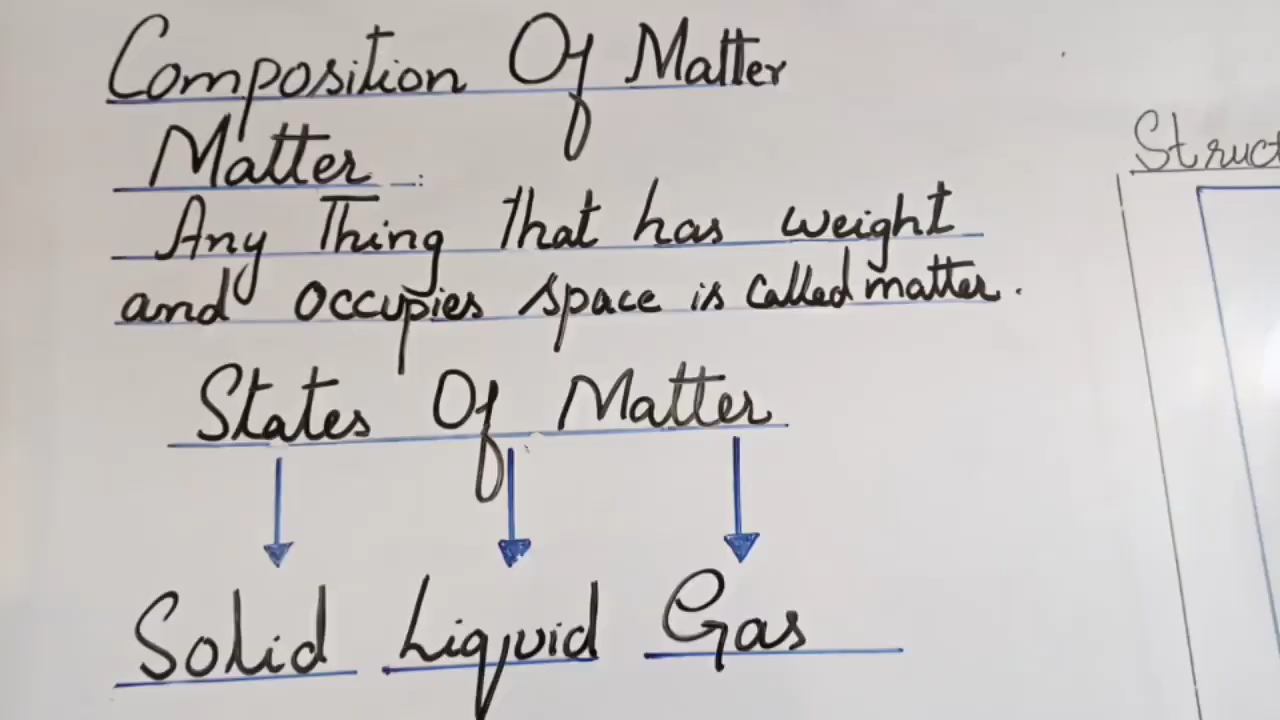 Composition Of Matter
Matter -:
Any Thing that has weight
and occupies space is called matter.
States Of Matter
Solid Liquid Gas
Struct